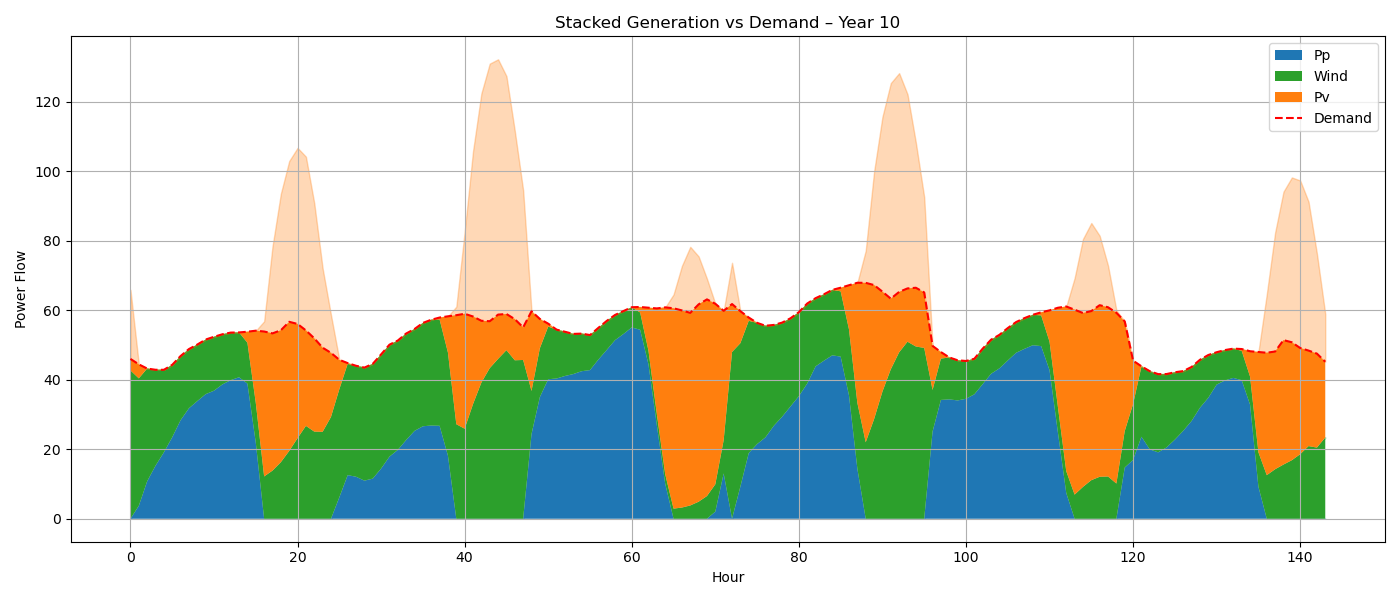 Stacked Generation vs Demand – Year 10
Pp
Wind
Pv
Demand
Power Flow
120
100
80
60
40
20
0
0 20 40 60 80 100 120 140
Hour